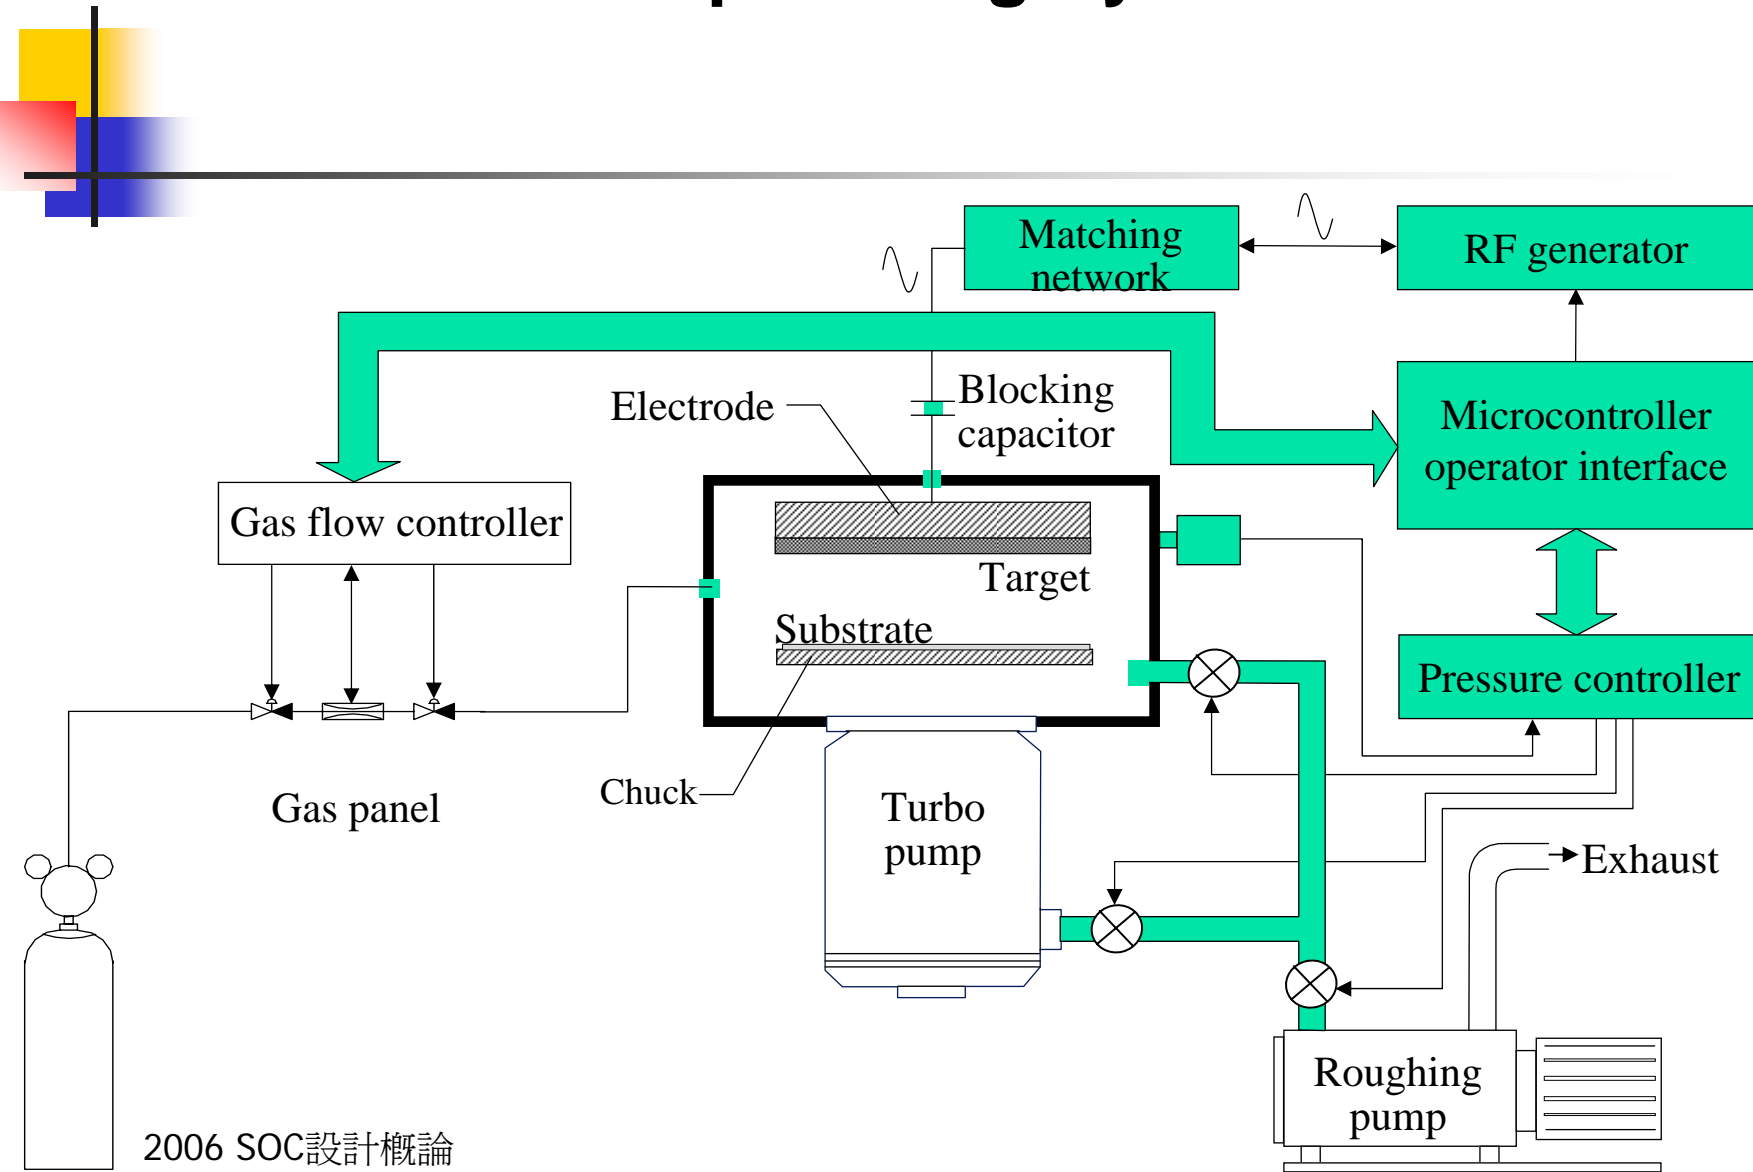 Matching
network
RF generator
Blocking
capacitor
Electrode
Microcontroller
operator interface
Gas flow controller
Target
Substrate
Pressure controller
Chuck
Gas panel
Turbo
pump
Exhaust
Roughing
pump
2006 SOC設計概論